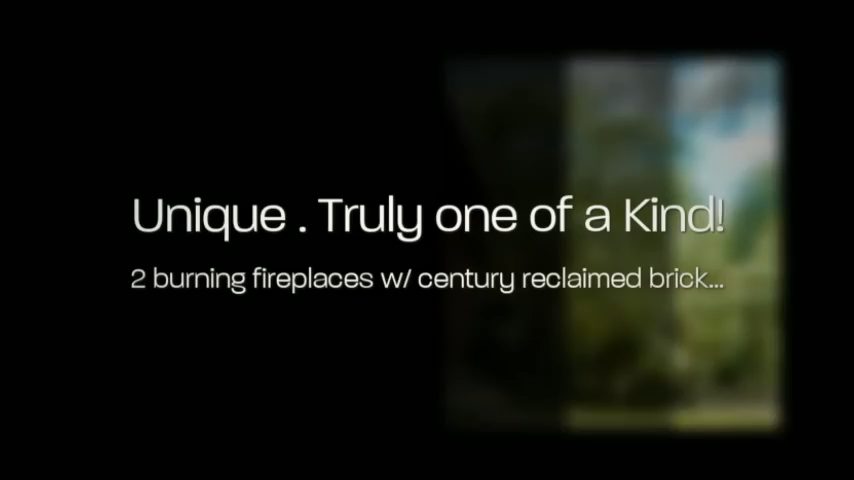 Unique . Truly one of a Kind!
2 burning fireplaces w/ century reclaimed brick...